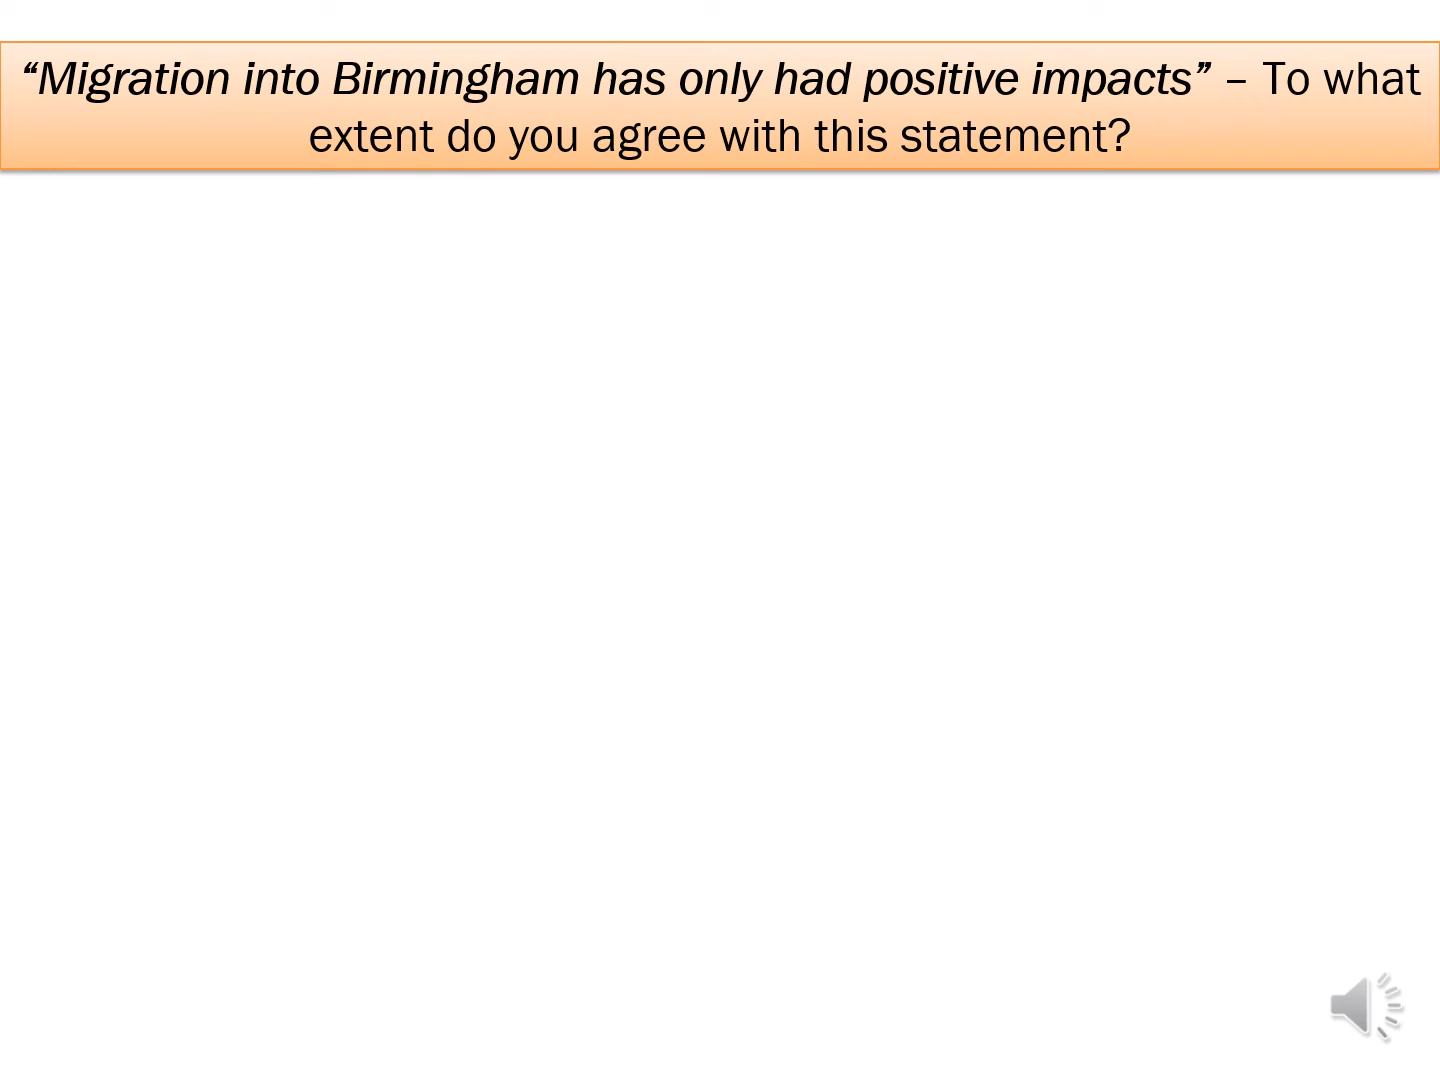 “Migration into Birmingham has only had positive impacts” – To what
extent do you agree with this statement?